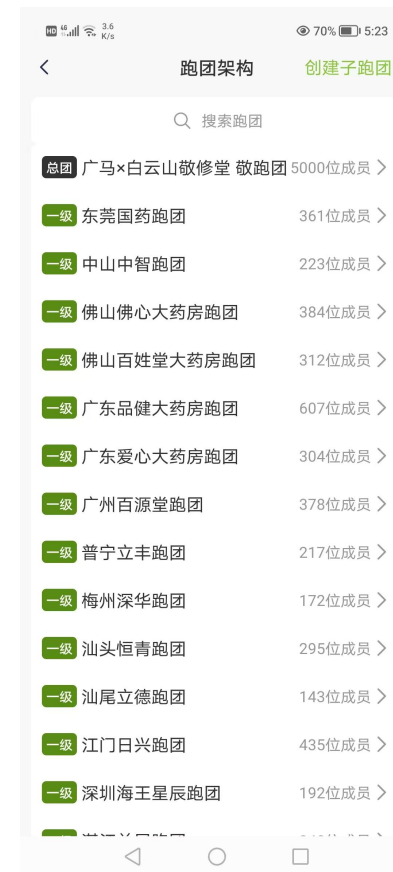 HD 46 3.6 K/s 70% 5:23
跑团架构 创建子跑团
搜索跑团
总团 广马×白云山敬修堂 敬跑团 5000位成员
一级 东莞国药跑团 361位成员
一级 中山中智跑团 223位成员
一级 佛山佛心大药房跑团 384位成员
一级 佛山百姓堂大药房跑团 312位成员
一级 广东品健大药房跑团 607位成员
一级 广东爱心大药房跑团 304位成员
一级 广州百源堂跑团 378位成员
一级 普宁立丰跑团 217位成员
一级 梅州深华跑团 172位成员
一级 汕头恒青跑团 295位成员
一级 汕尾立德跑团 143位成员
一级 江门日兴跑团 435位成员
一级 深圳海王星辰跑团 192位成员